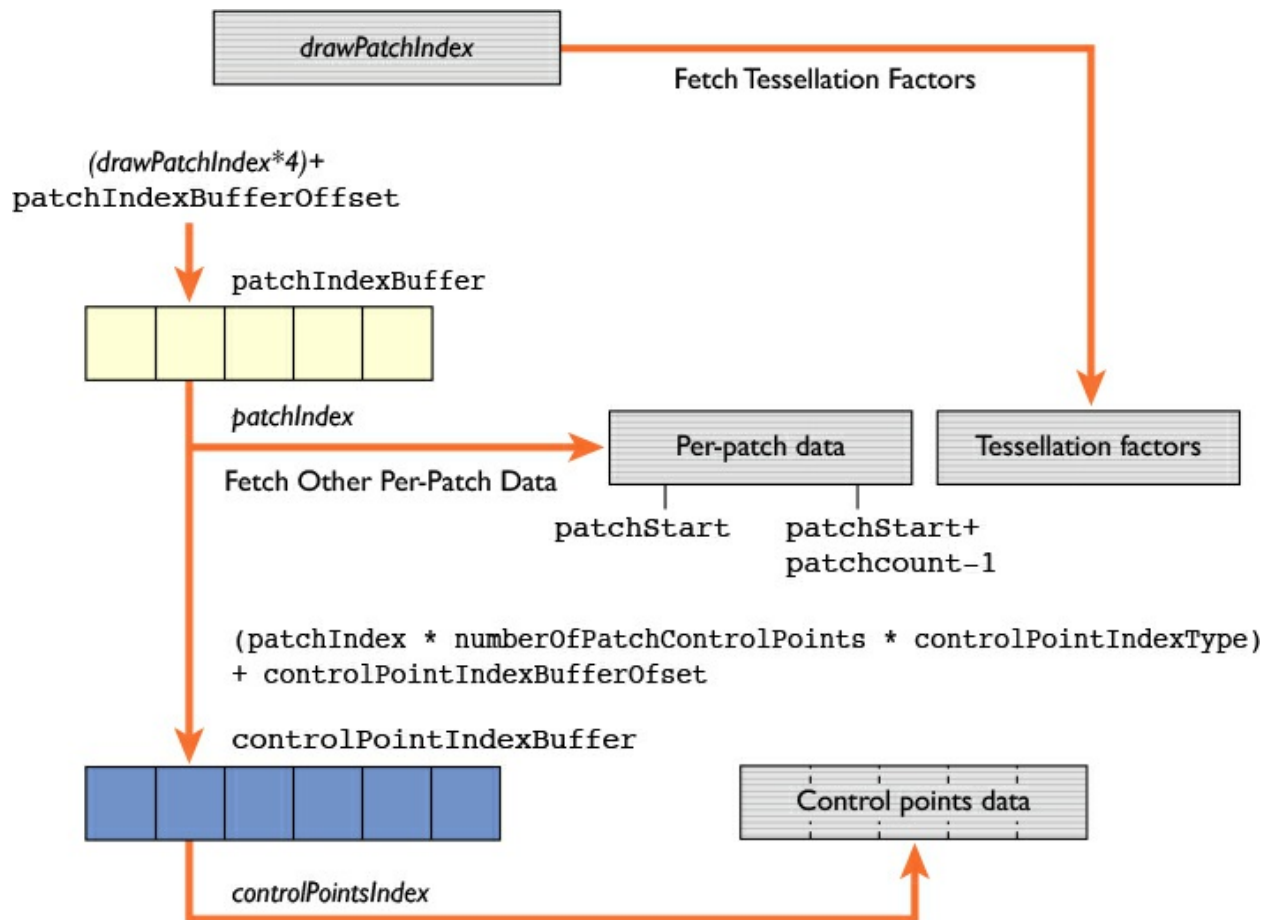 drawPatchIndex
Fetch Tessellation Factors
(drawPatchIndex*4)+
patchIndexBufferOffset
patchIndexBuffer
patchIndex
Fetch Other Per-Patch Data
Per-patch data
Tessellation factors
patchStart
patchStart+
patchcount-1
(patchIndex * numberOfPatchControlPoints * controlPointIndexType)
+ controlPointIndexBufferOfset
controlPointIndexBuffer
Control points data
controlPointsIndex